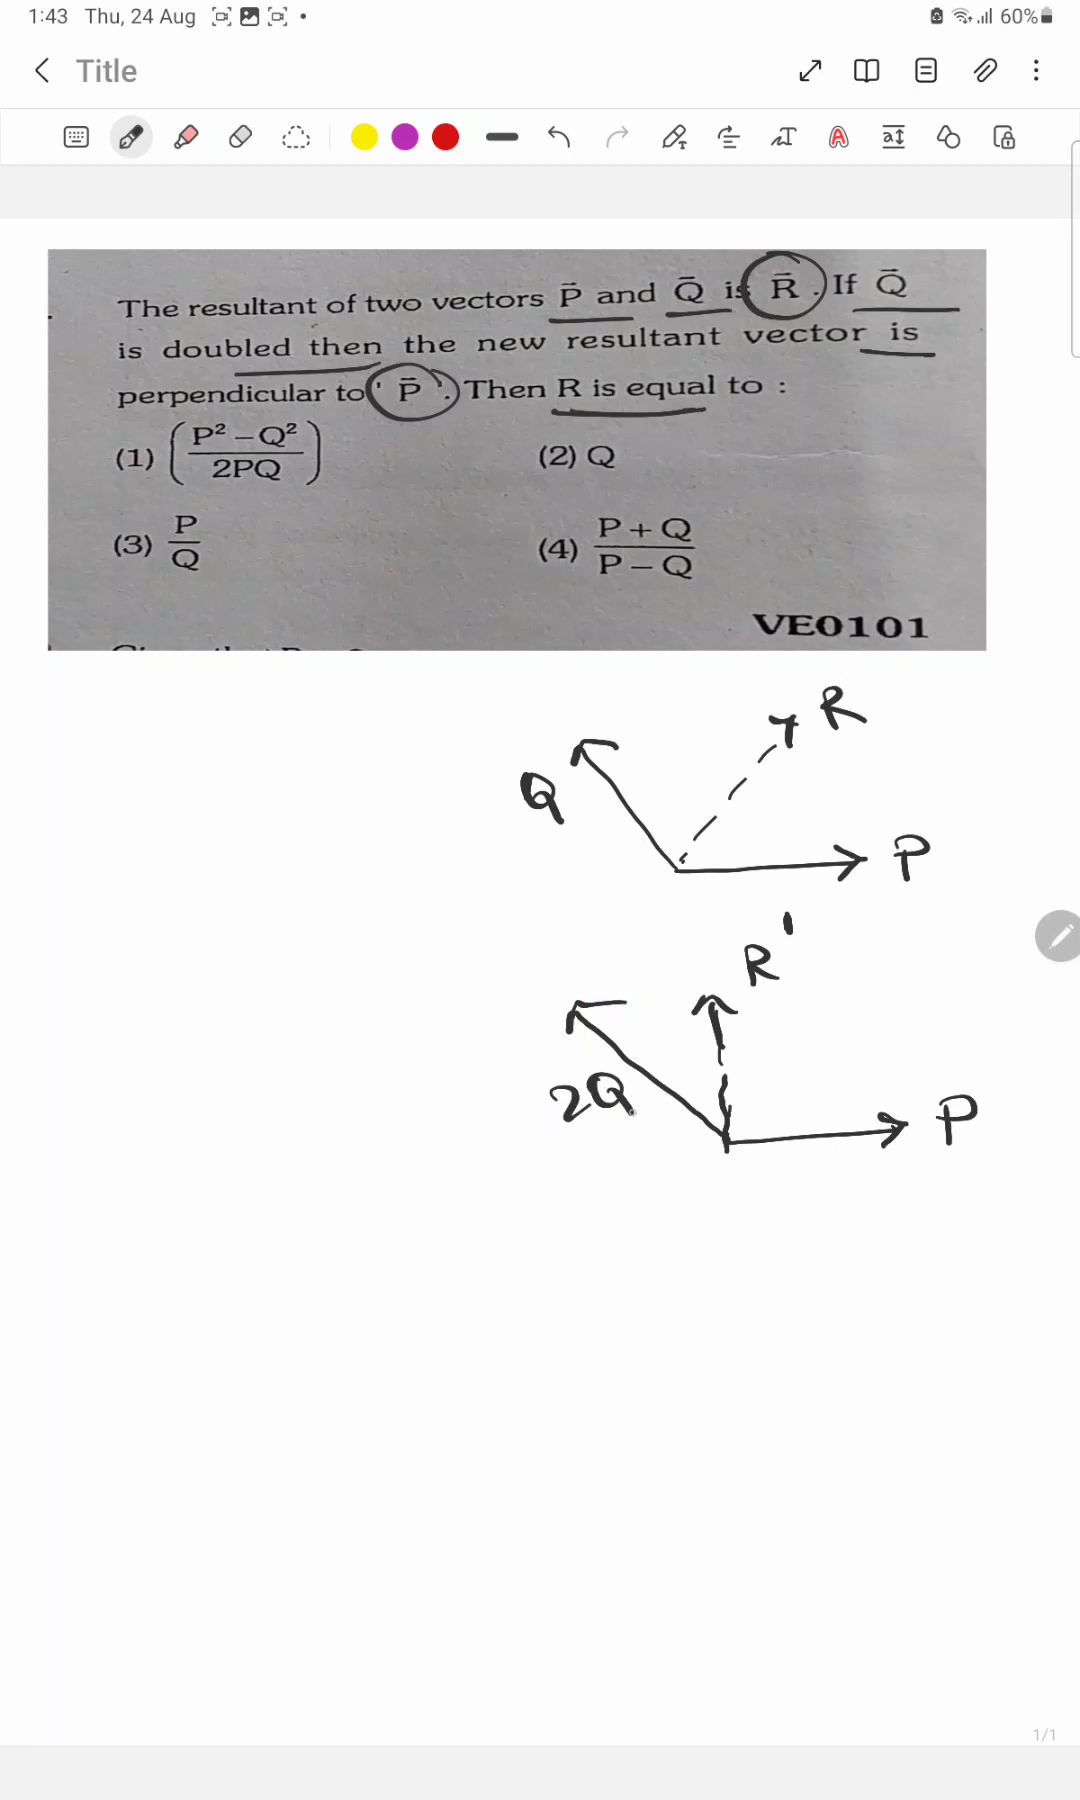 1:43 Thu, 24 Aug
60%
Title
The resultant of two vectors P⃗ and Q⃗ is R⃗. If Q⃗
is doubled then the new resultant vector is
perpendicular to 'P⃗'. Then R is equal to :
(1) (P² – Q² / 2PQ) (2) Q
(3) P/Q (4) P + Q / P – Q
VE0101
R
Q
P
R'
2Q
P
1/1